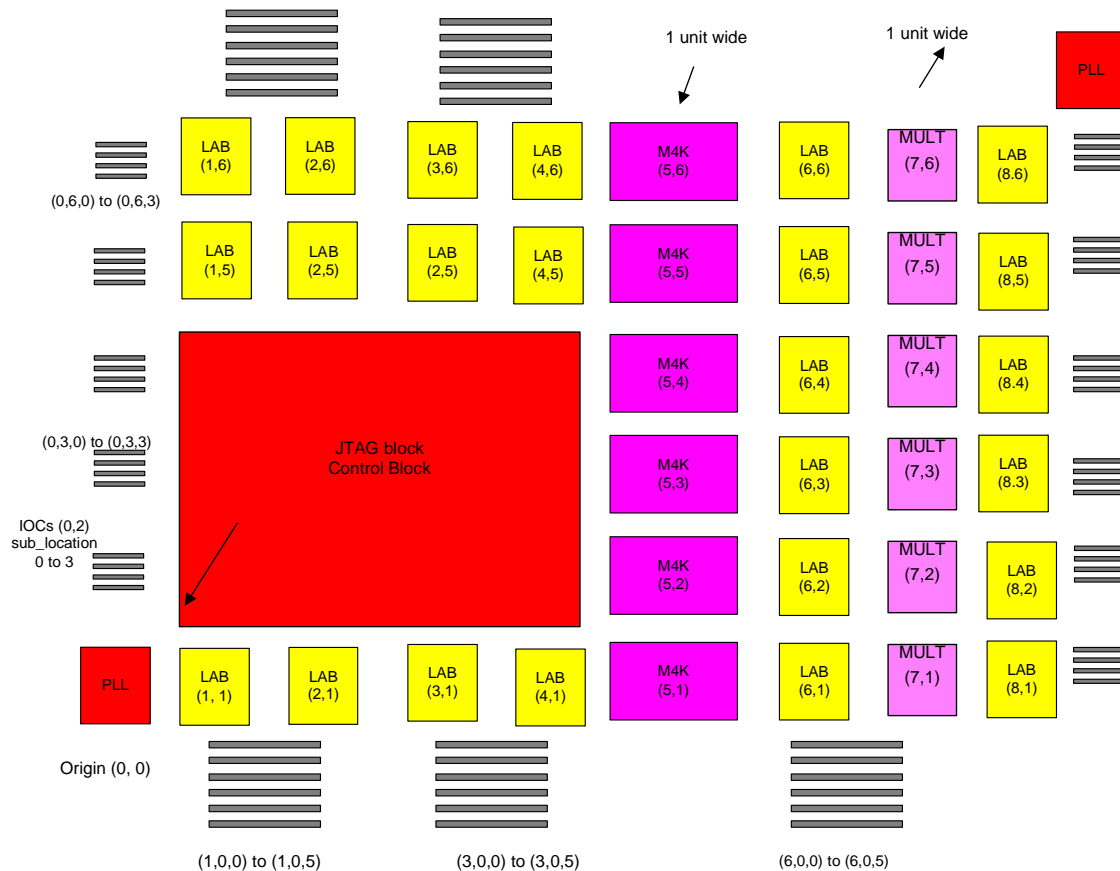 1 unit wide
1 unit wide
PLL
LAB
(1,6)
LAB
(2,6)
LAB
(3,6)
LAB
(4,6)
M4K
(5,6)
LAB
(6,6)
MULT
(7,6)
LAB
(8.6)
(0,6,0) to (0,6,3)
LAB
(1,5)
LAB
(2,5)
LAB
(2,5)
LAB
(4,5)
M4K
(5,5)
LAB
(6,5)
MULT
(7,5)
LAB
(8,5)
M4K
(5,4)
LAB
(6,4)
MULT
(7,4)
LAB
(8.4)
(0,3,0) to (0,3,3)
JTAG block
Control Block
M4K
(5,3)
LAB
(6,3)
MULT
(7,3)
LAB
(8.3)
IOCs (0,2)
sub_location
0 to 3
M4K
(5,2)
LAB
(6,2)
MULT
(7,2)
LAB
(8,2)
PLL
LAB
(1, 1)
LAB
(2,1)
LAB
(3,1)
LAB
(4,1)
M4K
(5,1)
LAB
(6,1)
MULT
(7,1)
LAB
(8,1)
Origin (0, 0)
(1,0,0) to (1,0,5)
(3,0,0) to (3,0,5)
(6,0,0) to (6,0,5)